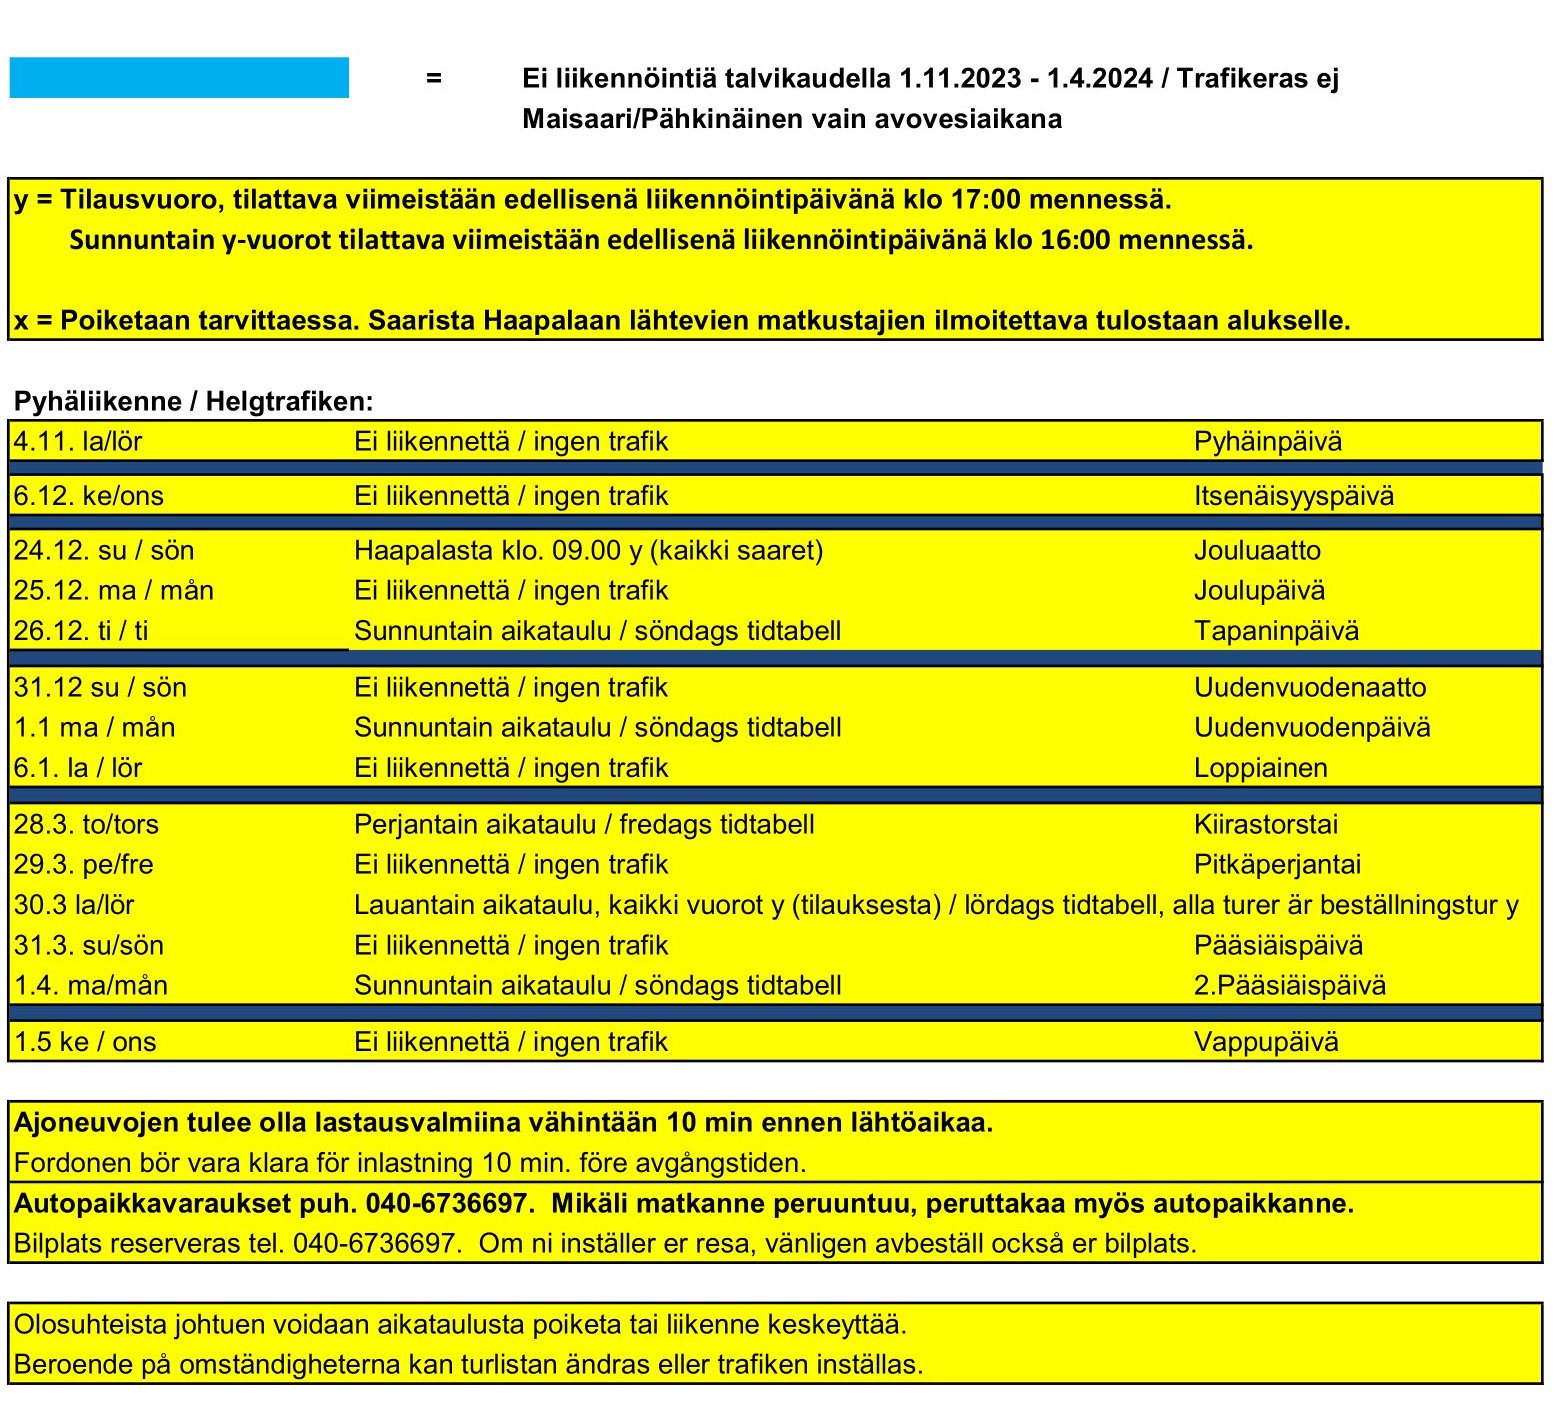 = Ei liikennöintiä talvikaudella 1.11.2023 - 1.4.2024 / Trafikeras ej
Maisaari/Pähkinäinen vain avovesiaikana
y = Tilausvuoro, tilattava viimeistään edellisenä liikennöintipäivänä klo 17:00 mennessä.
Sunnuntain y-vuorot tilattava viimeistään edellisenä liikennöintipäivänä klo 16:00 mennessä.
x = Poiketaan tarvittaessa. Saarista Haapalaan lähtevien matkustajien ilmoitettava tulostaan alukselle.
Pyhäliikenne / Helgtrafiken:
4.11. la/lör Ei liikennettä / ingen trafik Pyhäinpäivä
6.12. ke/ons Ei liikennettä / ingen trafik Itsenäisyyspäivä
24.12. su / sön Haapalasta klo. 09.00 y (kaikki saaret) Jouluaatto
25.12. ma / mån Ei liikennettä / ingen trafik Joulupäivä
26.12. ti / ti Sunnuntain aikataulu / söndags tidtabell Tapaninpäivä
31.12 su / sön Ei liikennettä / ingen trafik Uudenvuodenaatto
1.1 ma / mån Sunnuntain aikataulu / söndags tidtabell Uudenvuodenpäivä
6.1. la / lör Ei liikennettä / ingen trafik Loppiainen
28.3. to/tors Perjantain aikataulu / fredags tidtabell Kiirastorstai
29.3. pe/fre Ei liikennettä / ingen trafik Pitkäperjantai
30.3 la/lör Lauantain aikataulu, kaikki vuorot y (tilauksesta) / lördags tidtabell, alla turer är beställningstur y
31.3. su/sön Ei liikennettä / ingen trafik Pääsiäispäivä
1.4. ma/mån Sunnuntain aikataulu / söndags tidtabell 2.Pääsiäispäivä
1.5 ke / ons Ei liikennettä / ingen trafik Vappupäivä
Ajoneuvojen tulee olla lastausvalmiina vähintään 10 min ennen lähtöaikaa.
Fordonen bör vara klara för inlastning 10 min. före avgångstiden.
Autopaikkavaraukset puh. 040-6736697. Mikäli matkanne peruuntuu, peruttakaa myös autopaikkanne.
Bilplats reserveras tel. 040-6736697. Om ni inställer er resa, vänligen avbeställ också er bilplats.
Olosuhteista johtuen voidaan aikataulusta poiketa tai liikenne keskeyttää.
Beroende på omständigheterna kan turlistan ändras eller trafiken inställas.